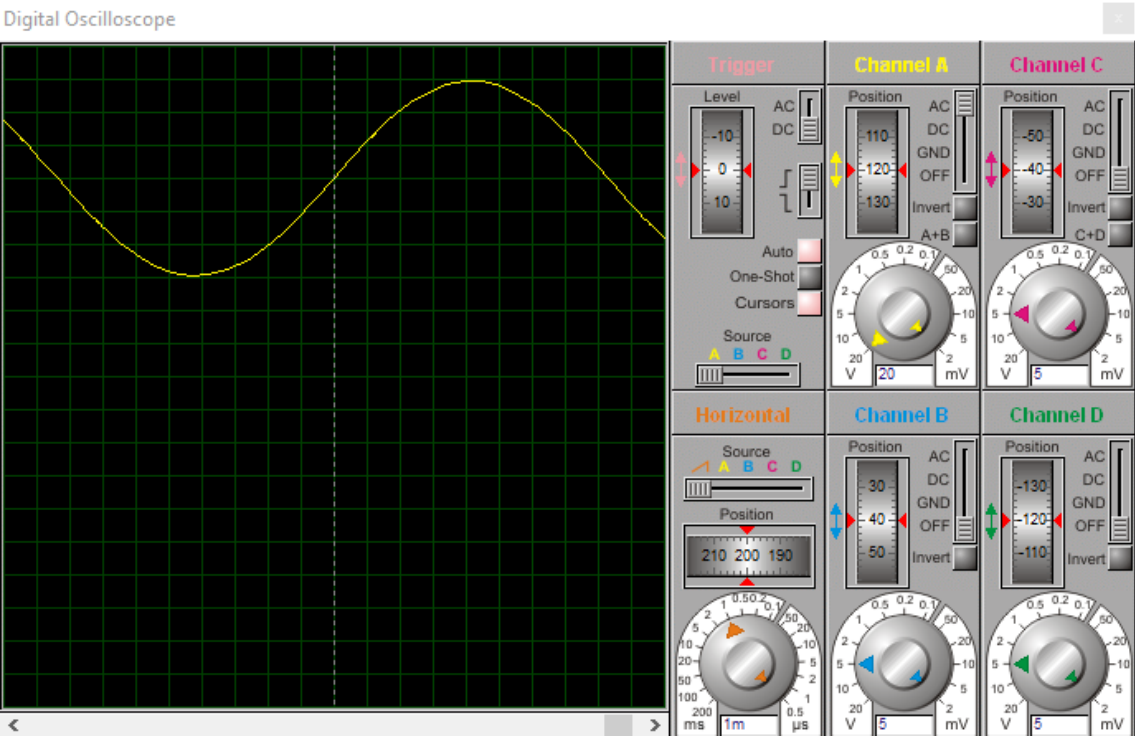 Digital Oscilloscope
x
Trigger
Level
AC
DC
-10
0
10
Auto
One-Shot
Cursors
Source
A B C D
Channel A
Position
AC
DC
GND
OFF
110
-120
-130
Invert
A+B
0.5 0.2 0.1
1
2
5
10
20
V
50
20
10
5
2
mV
20
Channel C
Position
AC
DC
GND
OFF
-50
-40
-30
Invert
C+D
0.5 0.2 0.1
1
2
5
10
20
V
50
20
10
5
2
mV
5
Horizontal
Source
A B C D
Position
210 200 190
1 0.5 0.2 0.1
2
5
10
20
50
100
200
ms
50
20
10
5
2
1
0.5
µs
1m
Channel B
Position
AC
DC
GND
OFF
30
40
50
Invert
0.5 0.2 0.1
1
2
5
10
20
V
50
20
10
5
2
mV
5
Channel D
Position
AC
DC
GND
OFF
-130
-120
-110
Invert
0.5 0.2 0.1
1
2
5
10
20
V
50
20
10
5
2
mV
5